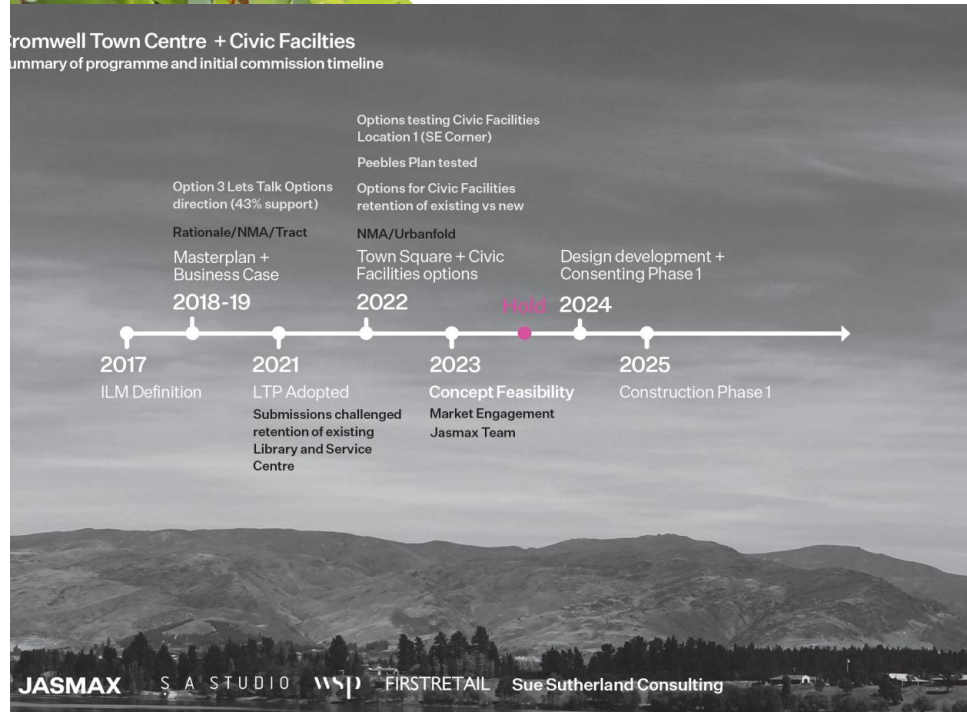 Cromwell Town Centre + Civic Facilties
ummary of programme and initial commission timeline
Options testing Civic Facilities
Location 1 (SE Corner)
Peebles Plan tested
Option 3 Lets Talk Options
direction (43% support)
Options for Civic Facilities
retention of existing vs new
Rationale/NMA/Tract
NMA/Urbanfold
Masterplan +
Business Case
Town Square + Civic
Facilities options
Design development +
Consenting Phase 1
2018-19
2022
Hold
2024
2017
2021
2023
2025
ILM Definition
LTP Adopted
Concept Feasibility
Construction Phase 1
Submissions challenged
retention of existing
Library and Service
Centre
Market Engagement
Jasmax Team
JASMAX
S A STUDIO
wsp
FIRSTRETAIL
Sue Sutherland Consulting